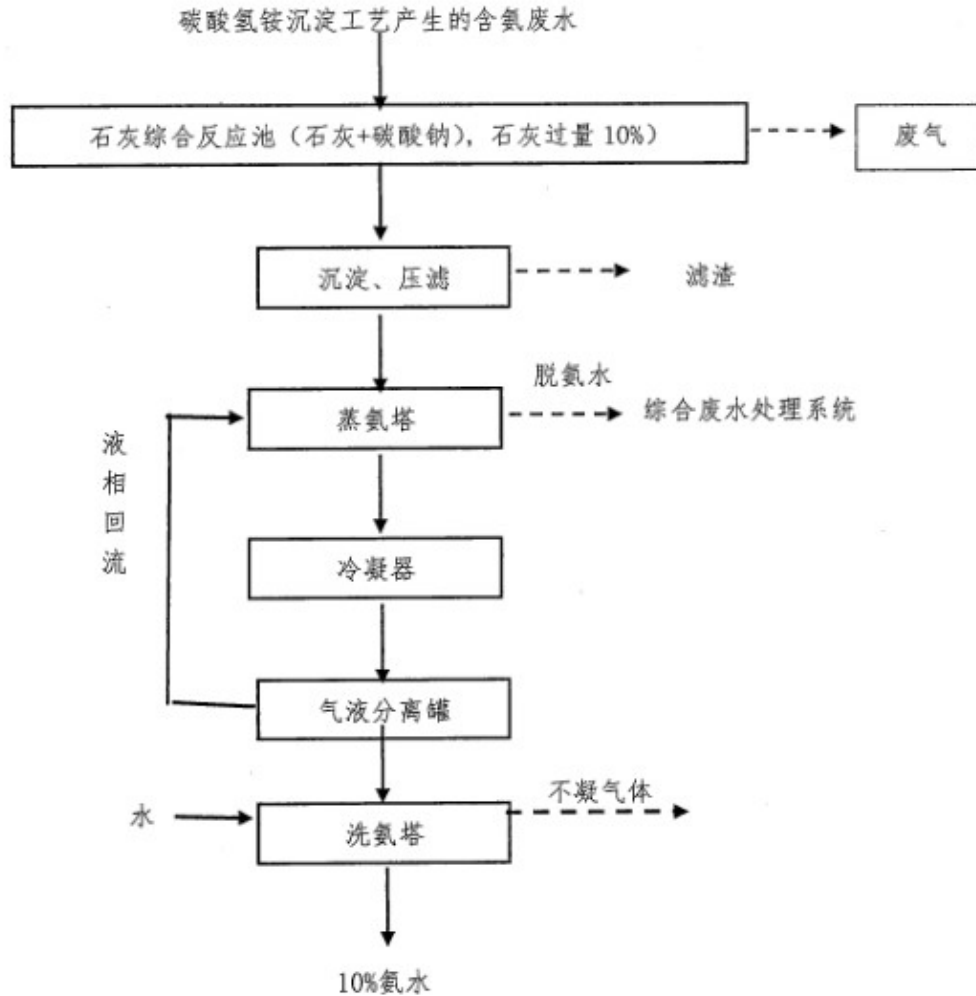 碳酸氢铵沉淀工艺产生的含氨废水
石灰综合反应池（石灰+碳酸钠），石灰过量 10%）
废气
沉淀、压滤
滤渣
脱氨水
蒸氨塔
综合废水处理系统
液相回流
冷凝器
气液分离罐
不凝气体
水
洗氨塔
10%氨水